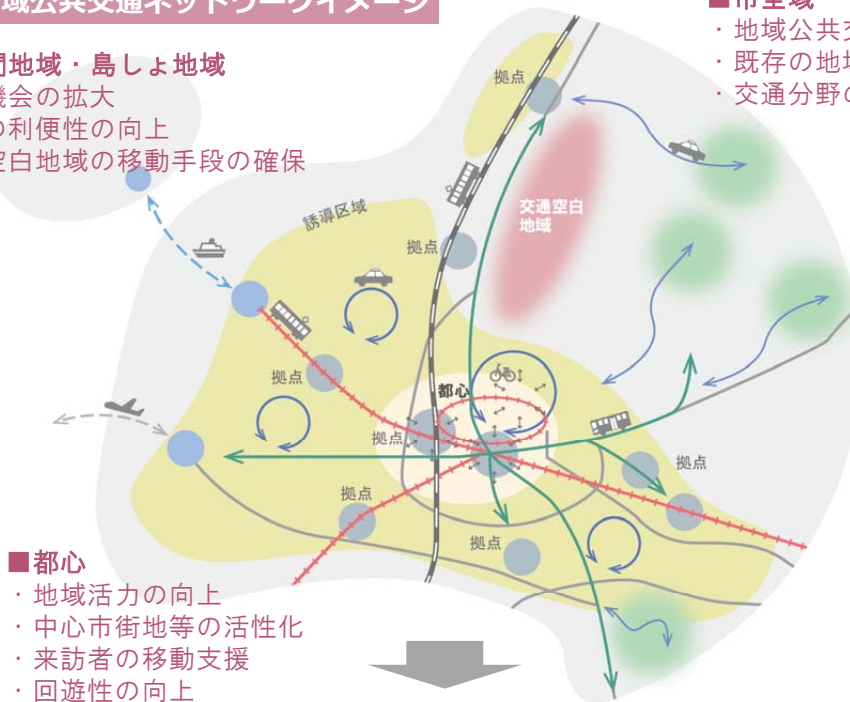 域公共交通ネットワークイメージ
間地域・島しょ地域
機会の拡大
の利便性の向上
空白地域の移動手段の確保
■市全域
・地域公共交
・既存の地域
・交通分野の
拠点
交通空白
地域
誘導区域
拠点
拠点
都心
拠点
拠点
拠点
拠点
■都心
・地域活力の向上
・中心市街地等の活性化
・来訪者の移動支援
・回遊性の向上